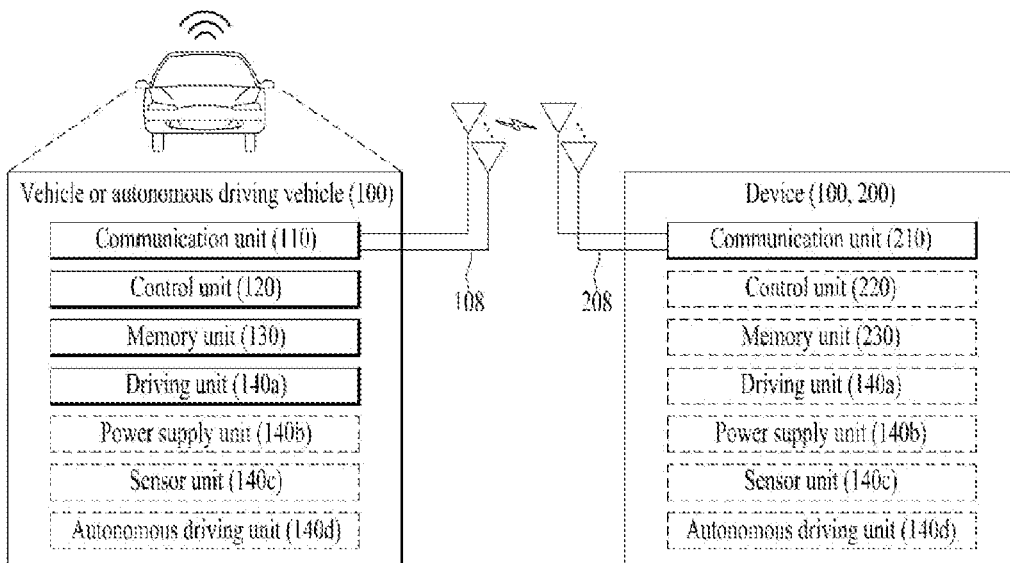 Vehicle or autonomous driving vehicle (100)
Communication unit (110)
Control unit (120)
Memory unit (130)
Driving unit (140a)
Power supply unit (140b)
Sensor unit (140c)
Autonomous driving unit (140d)
108
208
Device (100, 200)
Communication unit (210)
Control unit (220)
Memory unit (230)
Driving unit (140a)
Power supply unit (140b)
Sensor unit (140c)
Autonomous driving unit (140d)